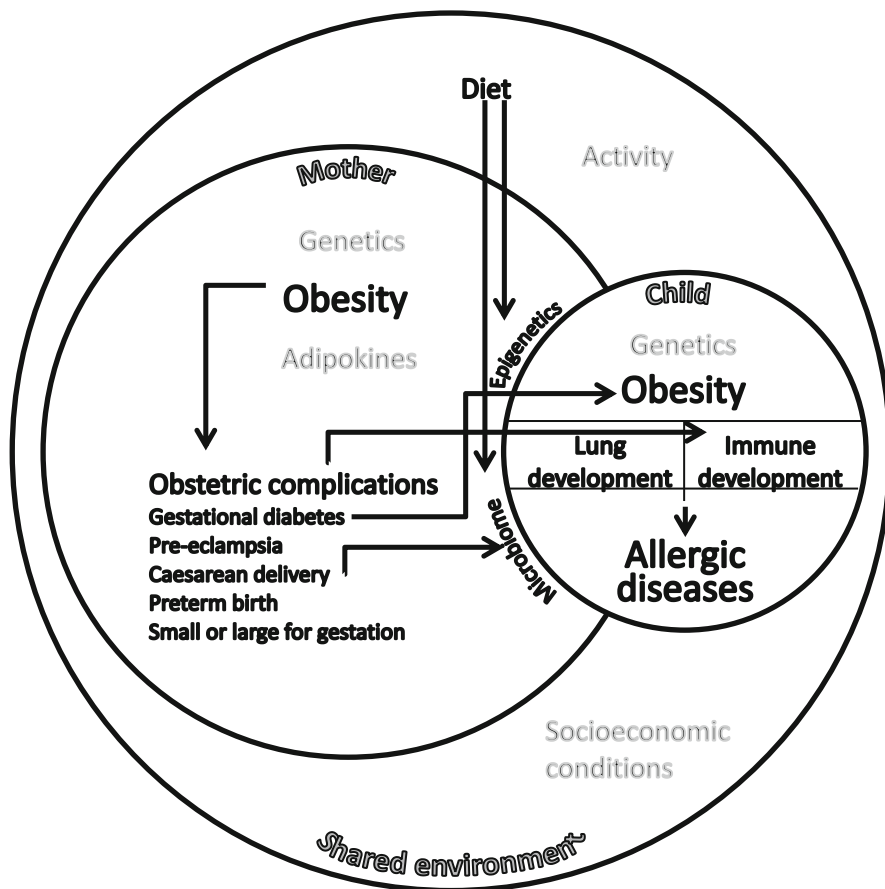 Diet
Activity
Mother
Genetics
Obesity
Adipokines
Epigenetics
Child
Genetics
Obesity
Lung
development
Immune
development
Obstetric complications
Gestational diabetes
Pre-eclampsia
Caesarean delivery
Preterm birth
Small or large for gestation
Microbiome
Allergic
diseases
Socioeconomic
conditions
Shared environment